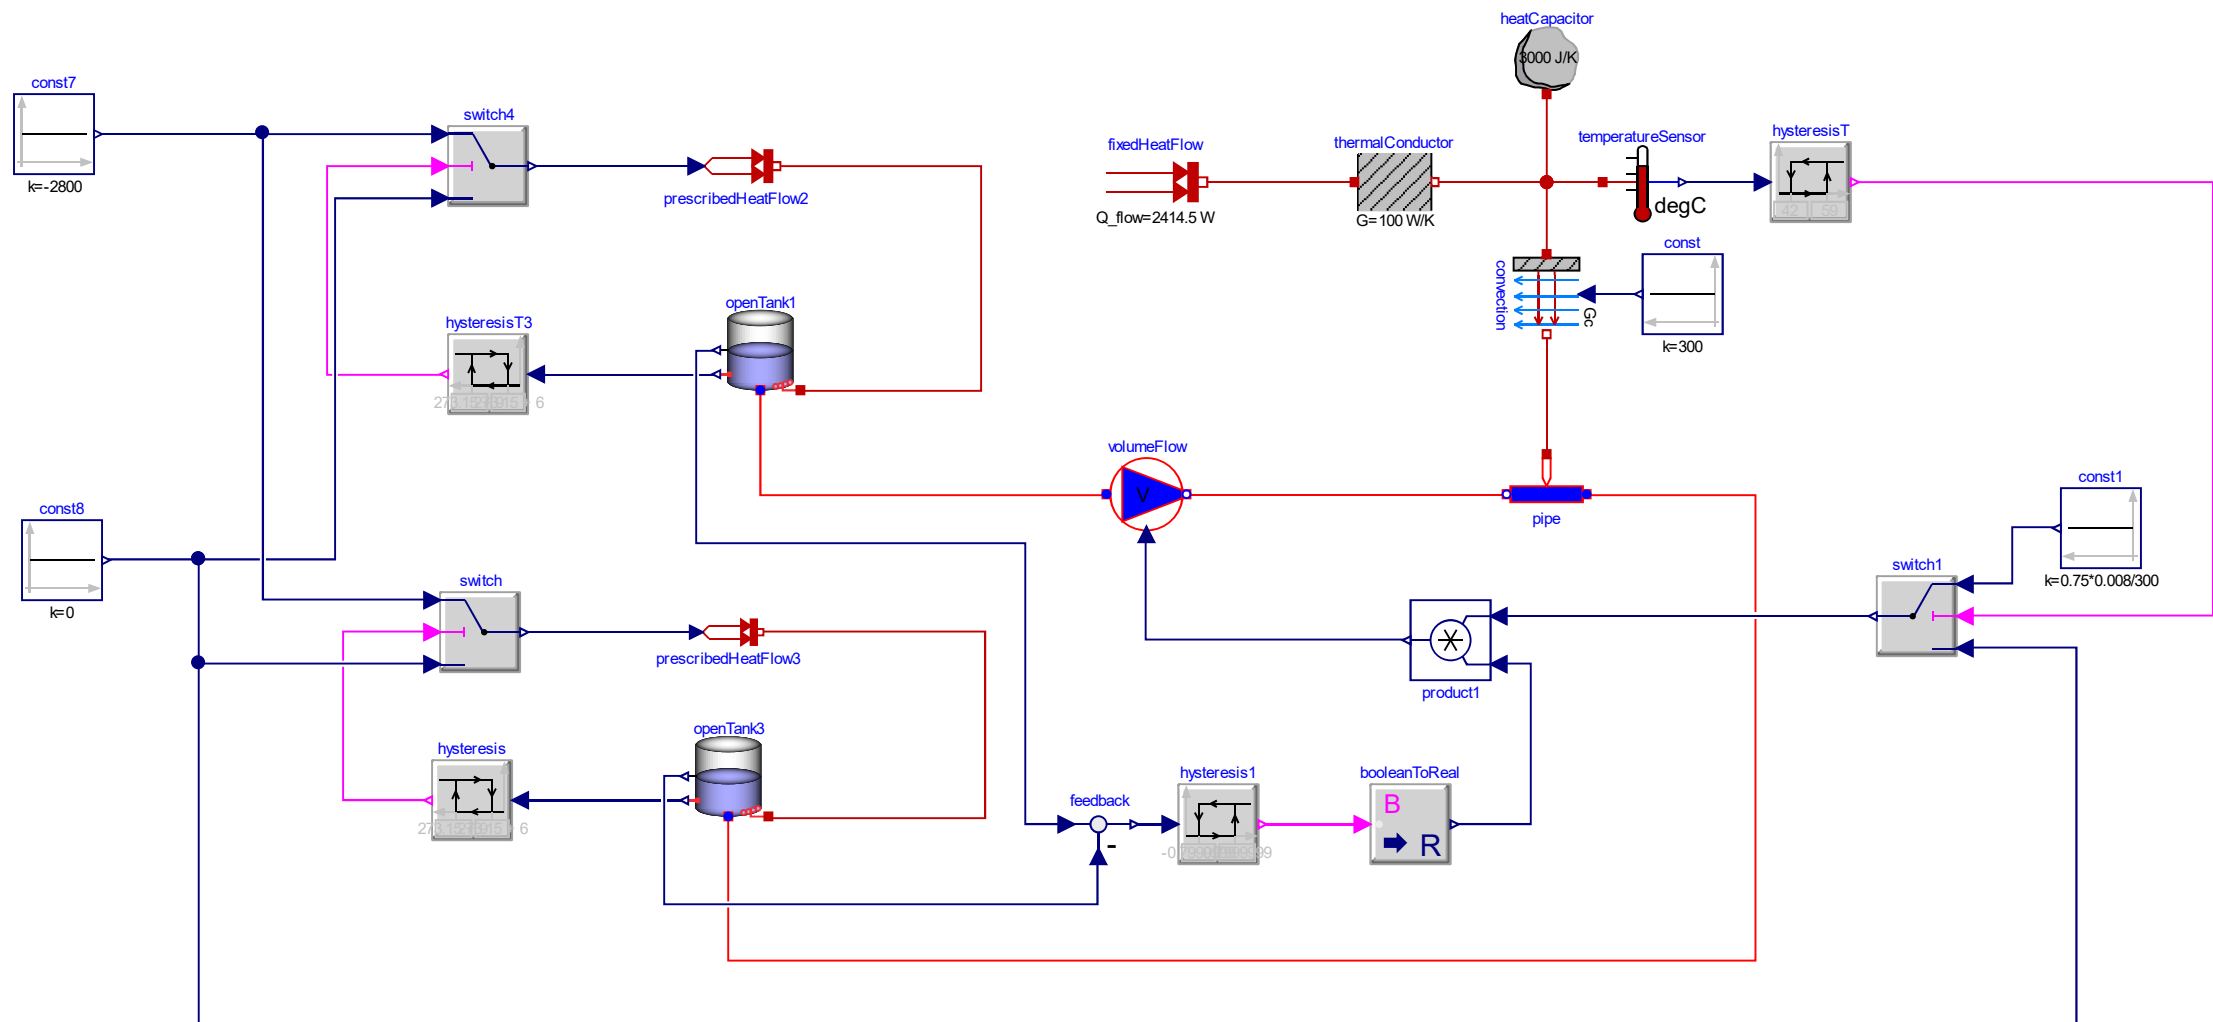 heatCapacitor
3000 J/K
const7
k=-2800
switch4
prescribedHeatFlow2
fixedHeatFlow
Q_flow=2414.5 W
thermalConductor
G=100 W/K
temperatureSensor
degC
hysteresisT
42 59
const
k=300
convection
Gc
openTank1
hysteresisT3
volumeFlow
V
pipe
const1
k=0.75*0.008/300
const8
k=0
switch
prescribedHeatFlow3
switch1
product1
openTank3
hysteresis
feedback
-
hysteresis1
booleanToReal
B
R